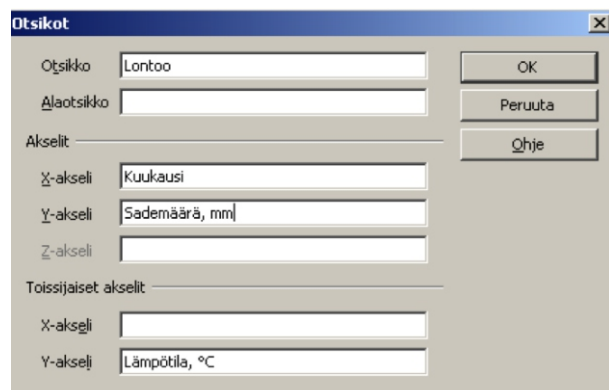 Otsikot
Otsikko Lontoo OK
Alaotsikko Peruuta
Akselit Ohje
X-akseli Kuukausi
Y-akseli Sademäärä, mm
Z-akseli
Toissijaiset akselit
X-akseli
Y-akseli Lämpötila, °C